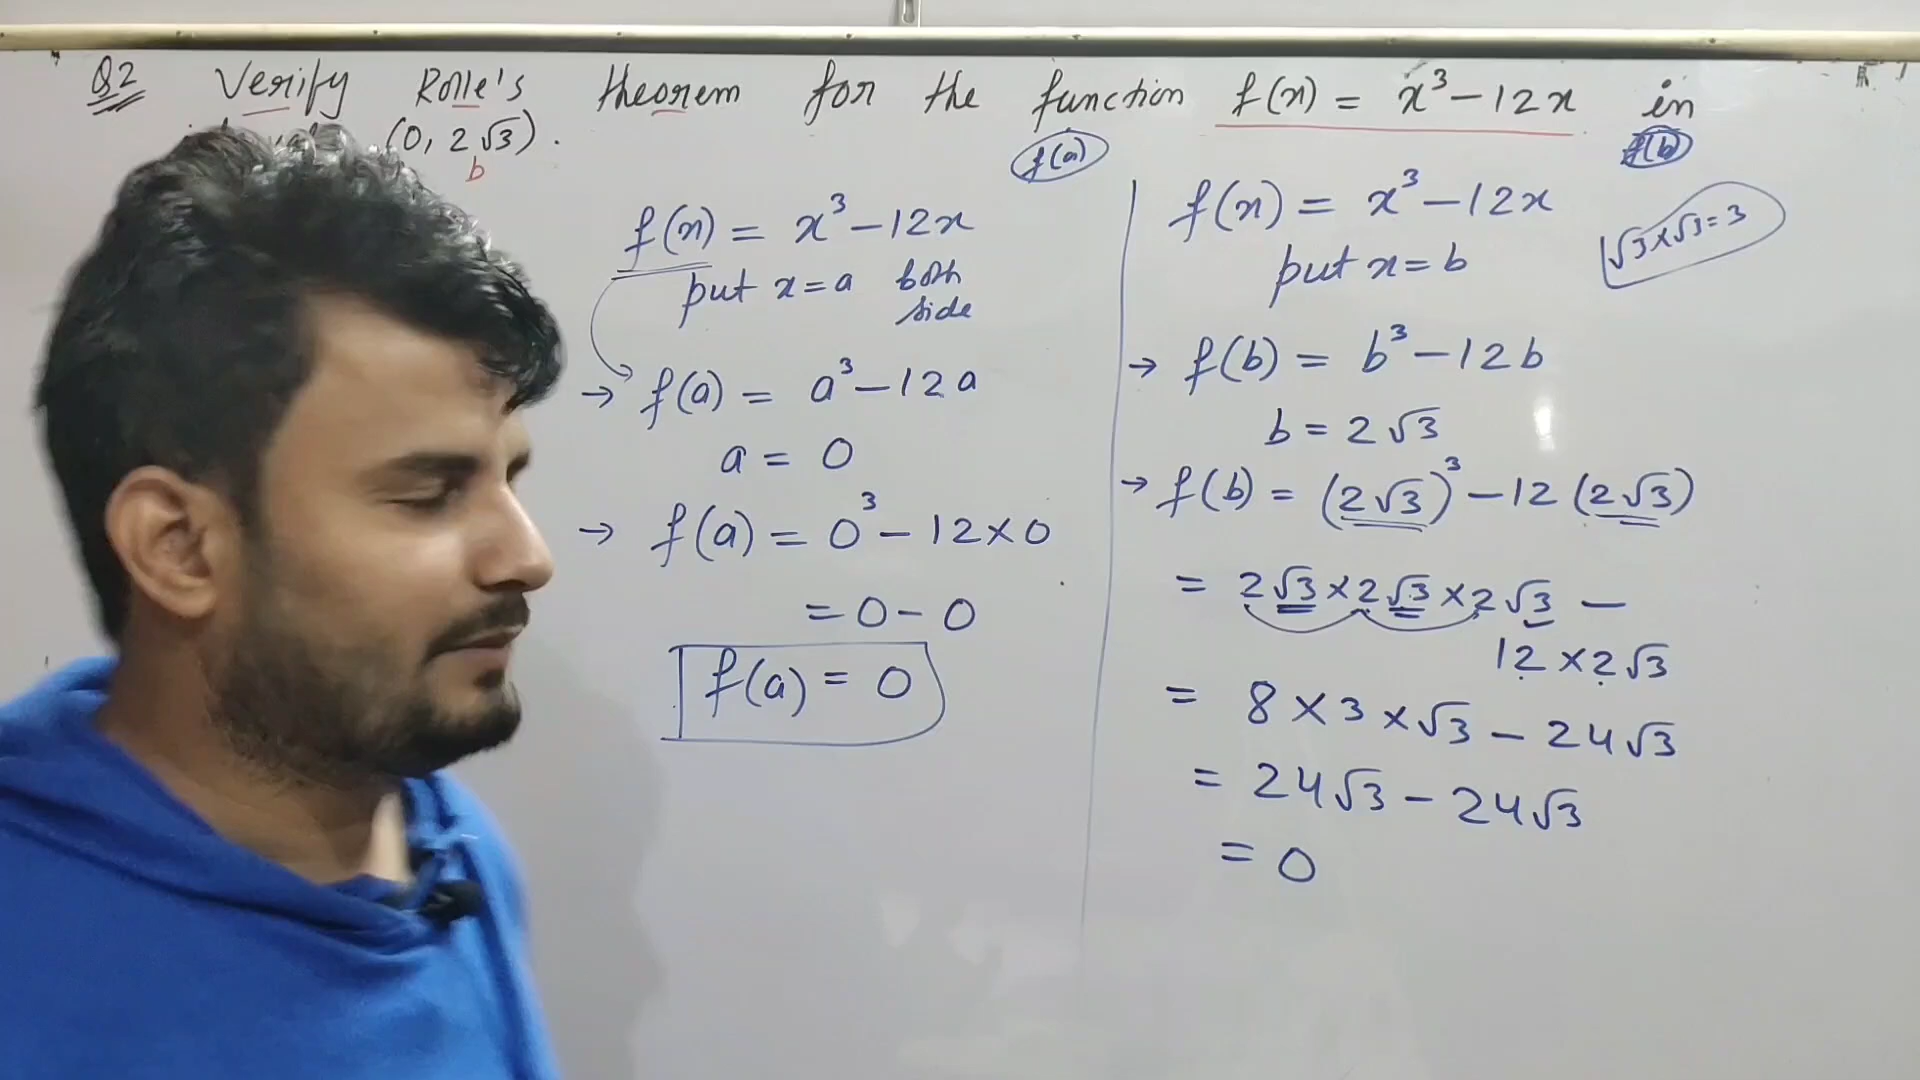 Q2 Verify Rolle's theorem for the function f(x) = x³-12x in
(0, 2√3).
b
f(a)
f(x) = x³-12x
put x=a both side
→ f(a) = a³-12a
a = 0
→ f(a) = 0³-12×0
= 0-0
f(a) = 0
f(b)
f(x) = x³-12x
√3×√3=3
put x=b
→ f(b) = b³-12b
b = 2√3
→ f(b) = (2√3)³-12(2√3)
= 2√3×2√3×2√3 -
12×2√3
= 8×3×√3-24√3
= 24√3-24√3
= 0